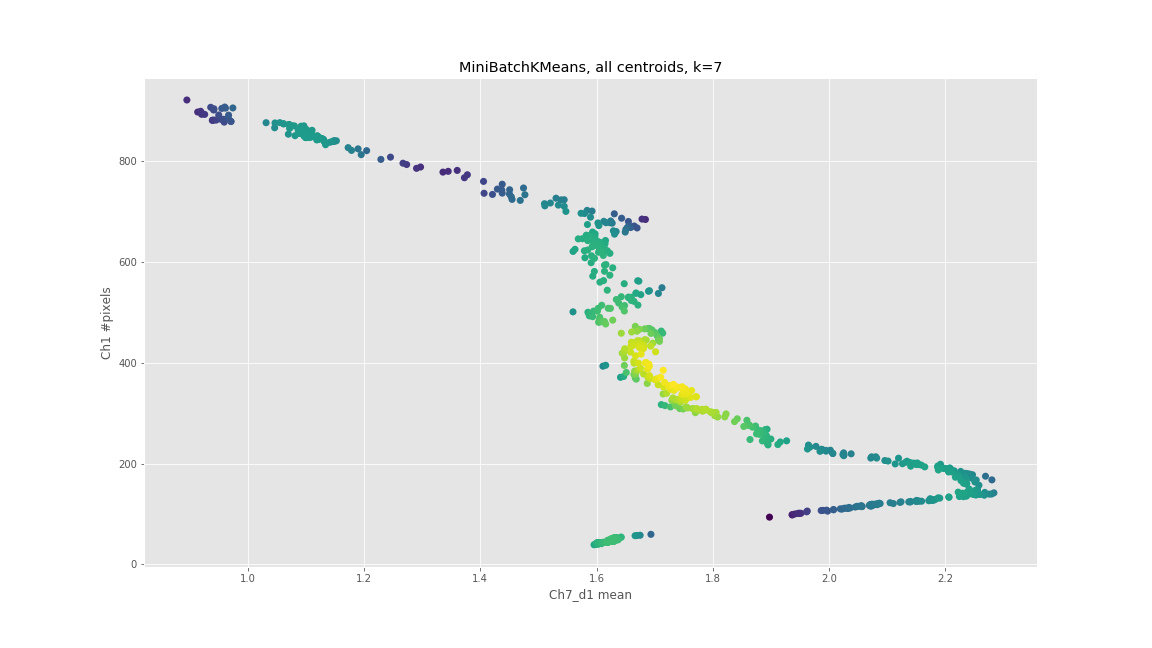 MiniBatchKMeans, all centroids, k=7
Ch1 #pixels
800
600
400
200
0
1.0 1.2 1.4 1.6 1.8 2.0 2.2
Ch7_d1 mean